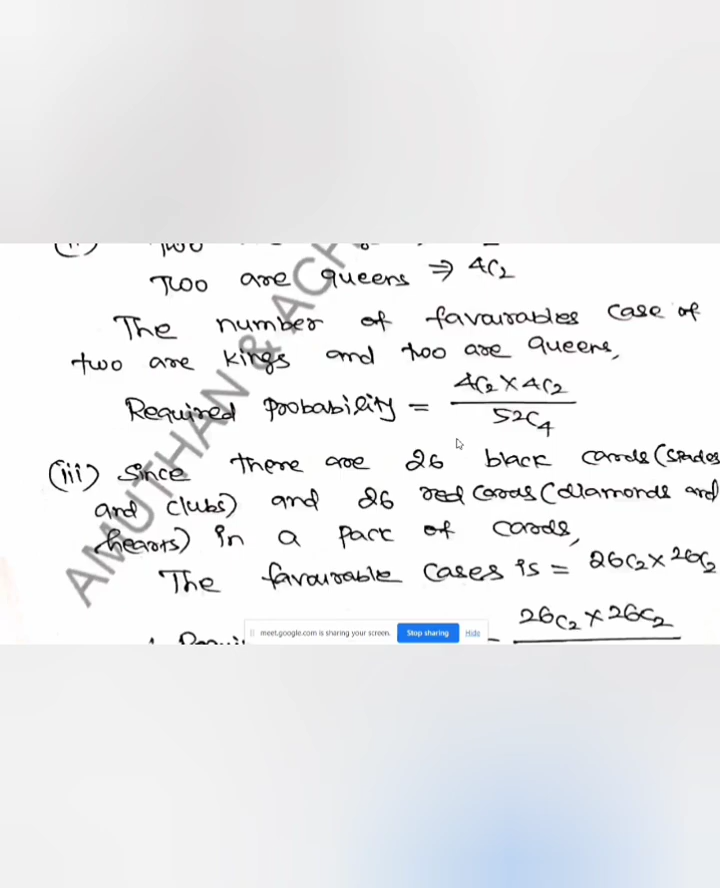 Two are queens ⇒ 4C2
The number of favourables case of
two are kings and two are Queens,
Required Probability = 4C2 X 4C2 / 52C4
(iii) Since there are 26 black cards (spades
and clubs) and 26 red cards (diamonds and
hearts) in a pack of cards,
The favourable cases is = 26C2 X 26C2
26C2 X 26C2
meet.google.com is sharing your screen. Stop sharing Hide
AMUTHAN & ACH